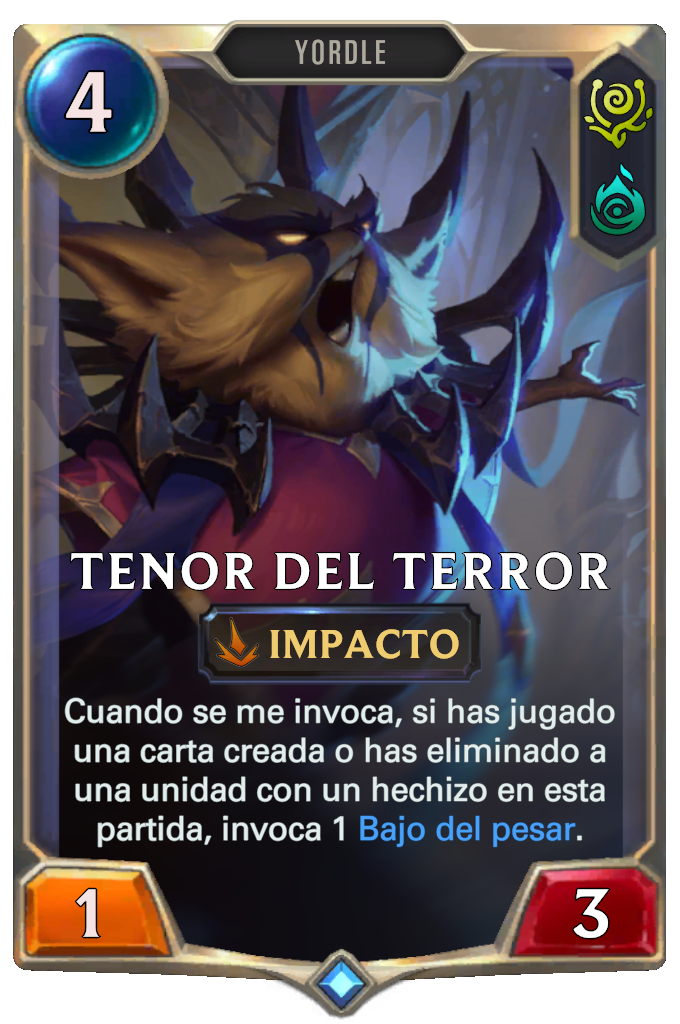 YORDLE
4
TENOR DEL TERROR
IMPACTO
Cuando se me invoca, si has jugado
una carta creada o has eliminado a
una unidad con un hechizo en esta
partida, invoca 1 Bajo del pesar.
1
3